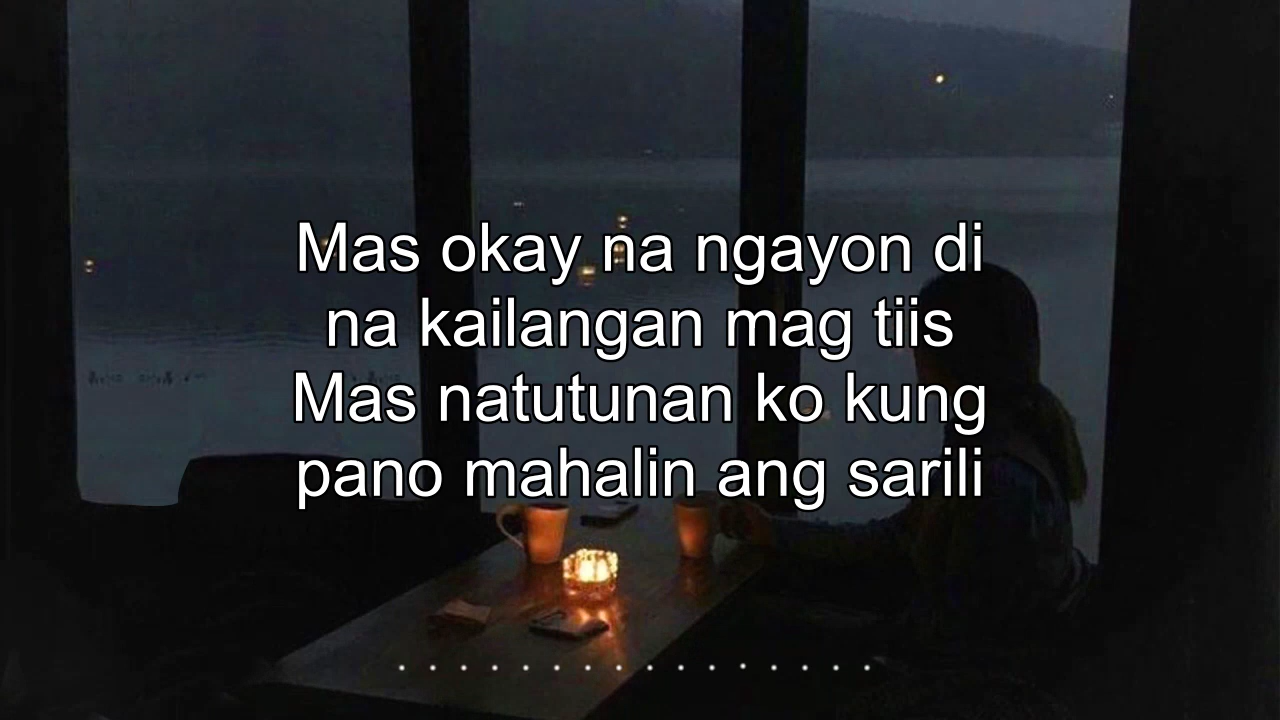 Mas okay na ngayon di
na kailangan mag tiis
Mas natutunan ko kung
pano mahalin ang sarili